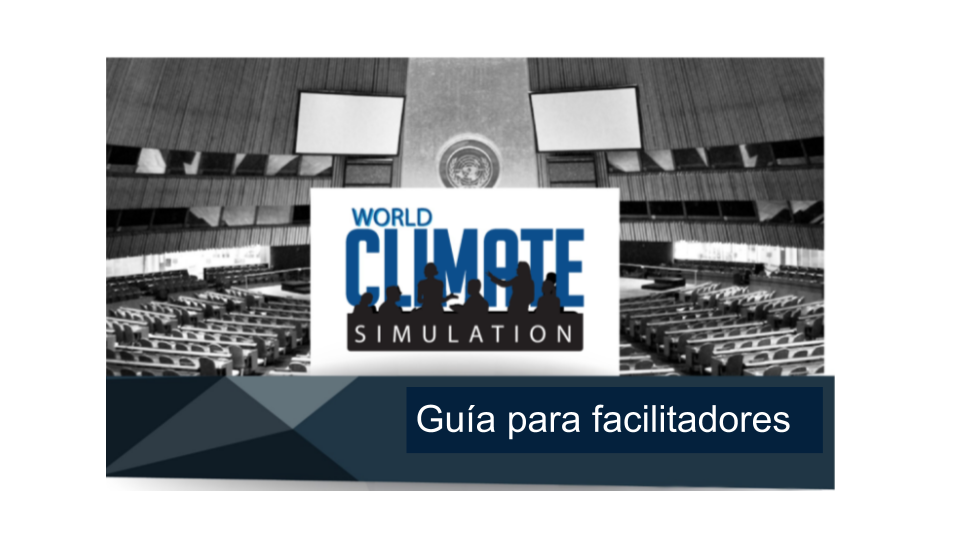 WORLD
CLIMATE
SIMULATION
Guía para facilitadores